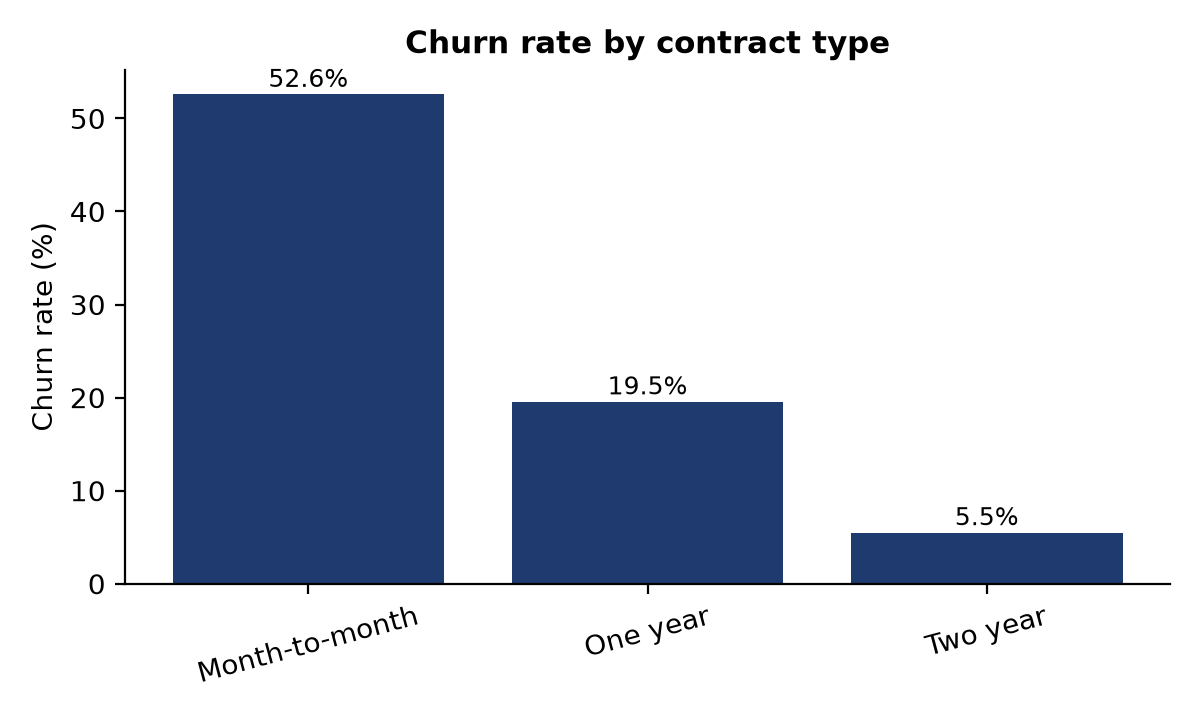 Churn rate by contract type
Churn rate (%)
50
40
30
20
10
0
52.6%
19.5%
5.5%
Month-to-month
One year
Two year